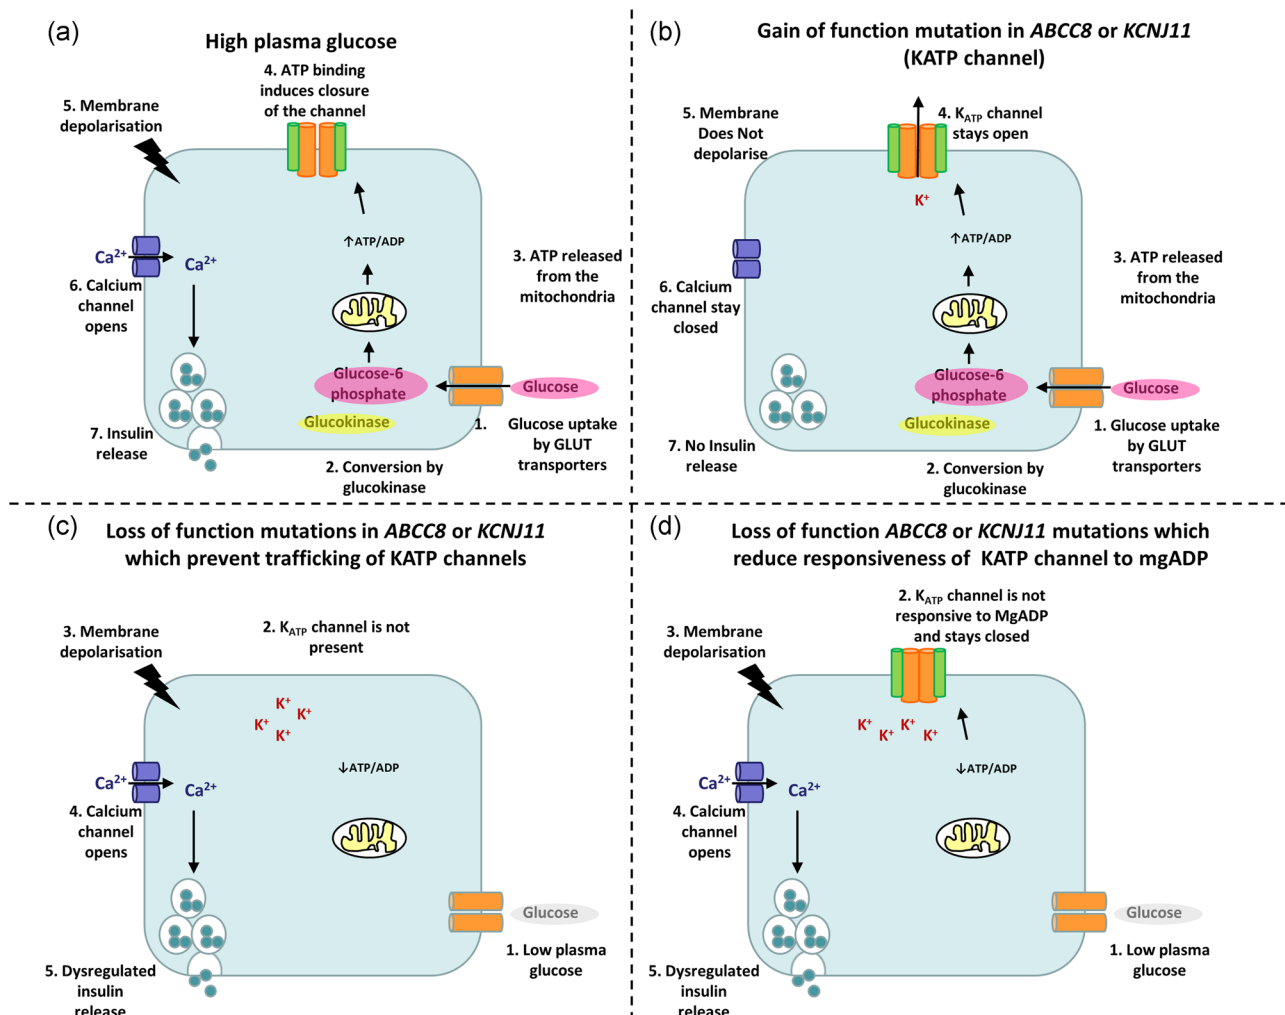 (a)
High plasma glucose
4. ATP binding
induces closure
of the channel
5. Membrane
depolarisation
Ca²⁺
Ca²⁺
6. Calcium
channel
opens
↑ATP/ADP
3. ATP released
from the
mitochondria
Glucose-6
phosphate
Glucose
Glucokinase
1. Glucose uptake
by GLUT
transporters
7. Insulin
release
2. Conversion by
glucokinase
(b)
Gain of function mutation in ABCC8 or KCNJ11
(KATP channel)
5. Membrane
Does Not
depolarise
4. KATP channel
stays open
K⁺
↑ATP/ADP
3. ATP released
from the
mitochondria
6. Calcium
channel stay
closed
Glucose-6
phosphate
Glucose
Glucokinase
1. Glucose uptake
by GLUT
transporters
7. No Insulin
release
2. Conversion by
glucokinase
(c)
Loss of function mutations in ABCC8 or KCNJ11
which prevent trafficking of KATP channels
3. Membrane
depolarisation
2. KATP channel is not
present
K⁺
K⁺
K⁺
K⁺
↓ATP/ADP
Ca²⁺
Ca²⁺
4. Calcium
channel
opens
Glucose
1. Low plasma
glucose
5. Dysregulated
insulin
release
(d)
Loss of function ABCC8 or KCNJ11 mutations which
reduce responsiveness of KATP channel to mgADP
2. KATP channel is not
responsive to MgADP
and stays closed
3. Membrane
depolarisation
K⁺
K⁺
K⁺
K⁺
↓ATP/ADP
Ca²⁺
Ca²⁺
4. Calcium
channel
opens
Glucose
1. Low plasma
glucose
5. Dysregulated
insulin
release